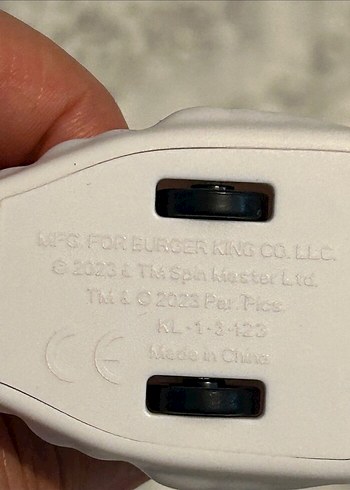 MFG. FOR BURGER KING CO. LLC.
© 2023 & TM Spin Master Ltd.
TM & © 2023 Par. Pics.
KL-1-3-123
Made in China
CE